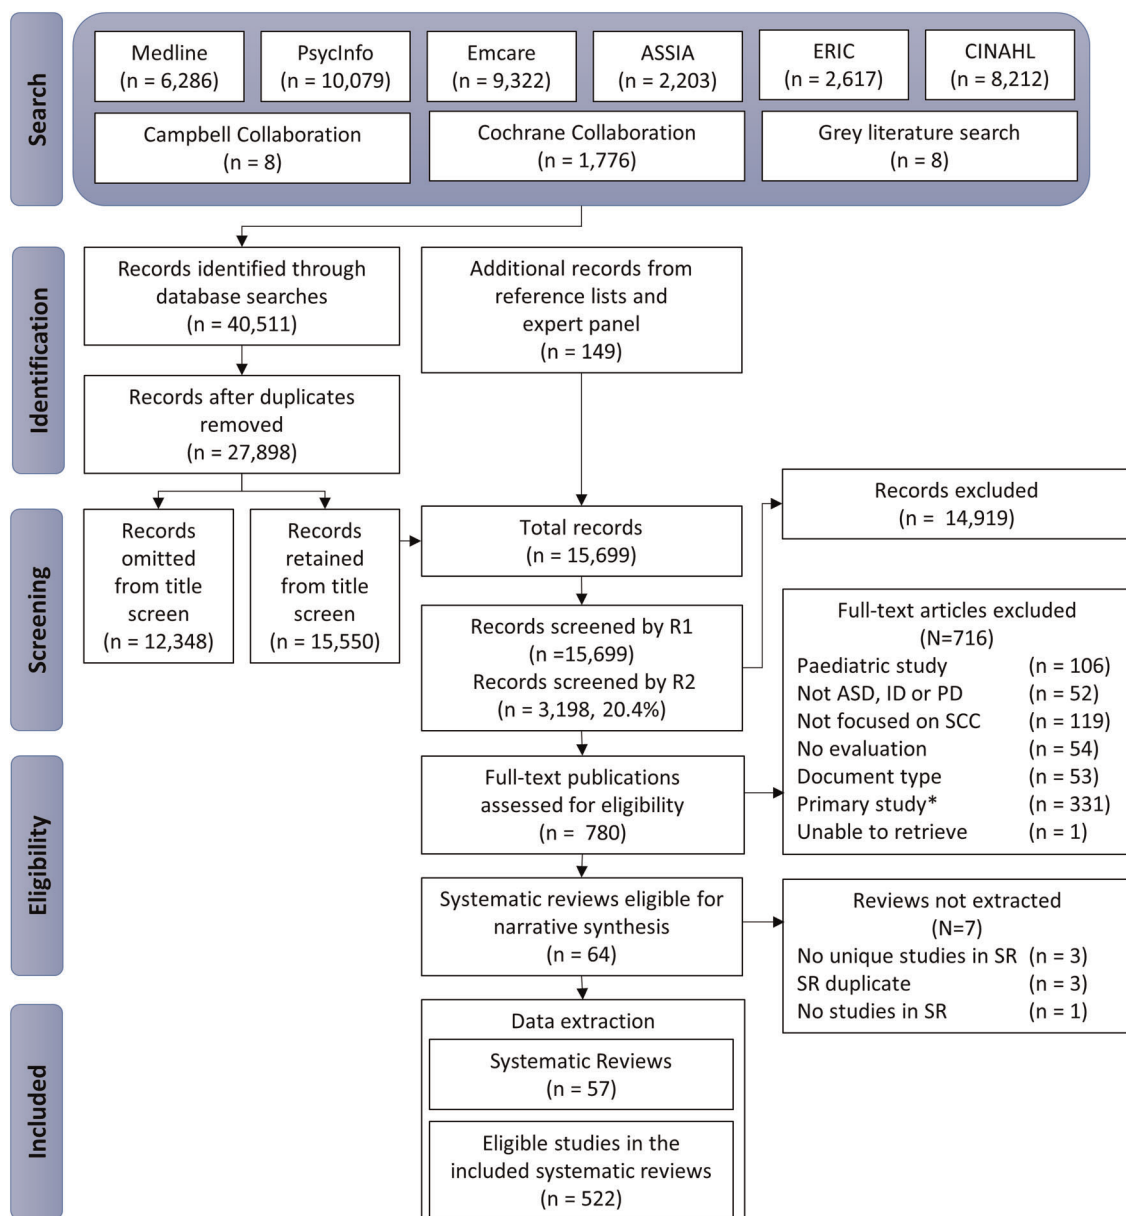 Search
Medline
(n = 6,286)
PsycInfo
(n = 10,079)
Emcare
(n = 9,322)
ASSIA
(n = 2,203)
ERIC
(n = 2,617)
CINAHL
(n = 8,212)
Campbell Collaboration
(n = 8)
Cochrane Collaboration
(n = 1,776)
Grey literature search
(n = 8)
Identification
Records identified through
database searches
(n = 40,511)
Additional records from
reference lists and
expert panel
(n = 149)
Records after duplicates
removed
(n = 27,898)
Screening
Records
omitted
from title
screen
(n = 12,348)
Records
retained
from title
screen
(n = 15,550)
Total records
(n = 15,699)
Records excluded
(n =  14,919)
Records screened by R1
(n =15,699)
Records screened by R2
(n = 3,198, 20.4%)
Full-text articles excluded
(N=716)
Paediatric study (n = 106)
Not ASD, ID or PD (n = 52)
Not focused on SCC (n = 119)
No evaluation (n = 54)
Document type (n = 53)
Primary study* (n = 331)
Unable to retrieve (n = 1)
Eligibility
Full-text publications
assessed for eligibility
(n =  780)
Systematic reviews eligible for
narrative synthesis
(n = 64)
Reviews not extracted
(N=7)
No unique studies in SR (n = 3)
SR duplicate (n = 3)
No studies in SR (n = 1)
Included
Data extraction
Systematic Reviews
(n = 57)
Eligible studies in the
included systematic reviews
(n = 522)